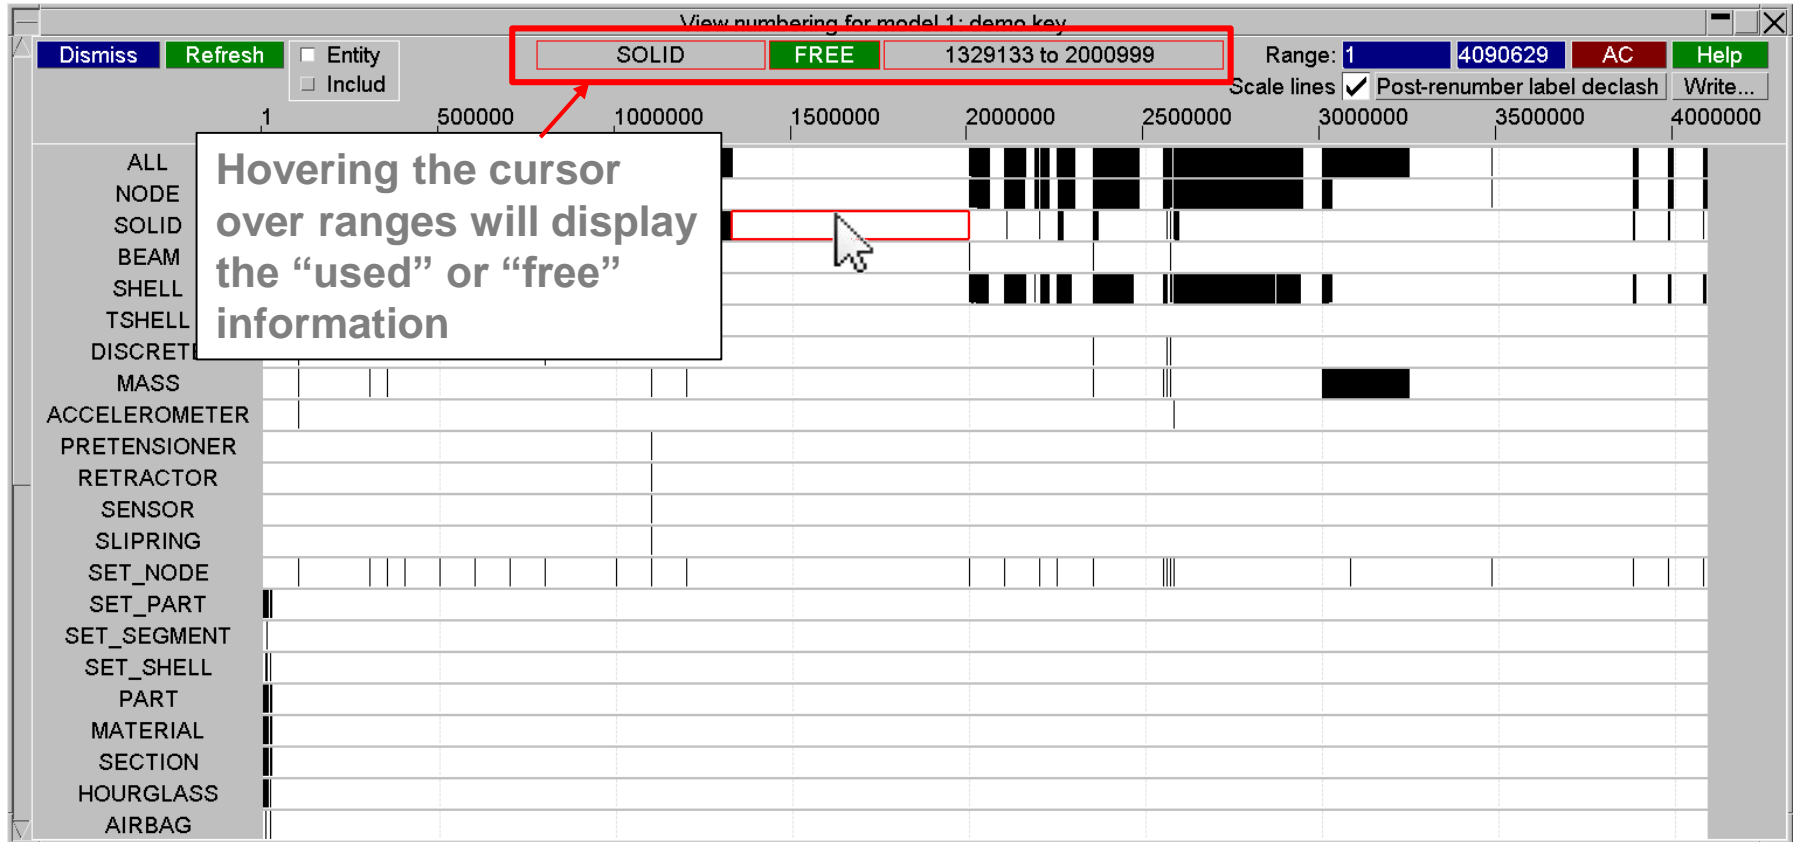 View numbering for model 1: demo key
Dismiss Refresh Entity SOLID FREE 1329133 to 2000999 Range: 1 4090629 AC Help
Includ Scale lines Post-renumber label declash Write...
1 500000 1000000 1500000 2000000 2500000 3000000 3500000 4000000
Hovering the cursor
over ranges will display
the “used” or “free”
information
ALL
NODE
SOLID
BEAM
SHELL
TSHELL
DISCRETE
MASS
ACCELEROMETER
PRETENSIONER
RETRACTOR
SENSOR
SLIPRING
SET_NODE
SET_PART
SET_SEGMENT
SET_SHELL
PART
MATERIAL
SECTION
HOURGLASS
AIRBAG